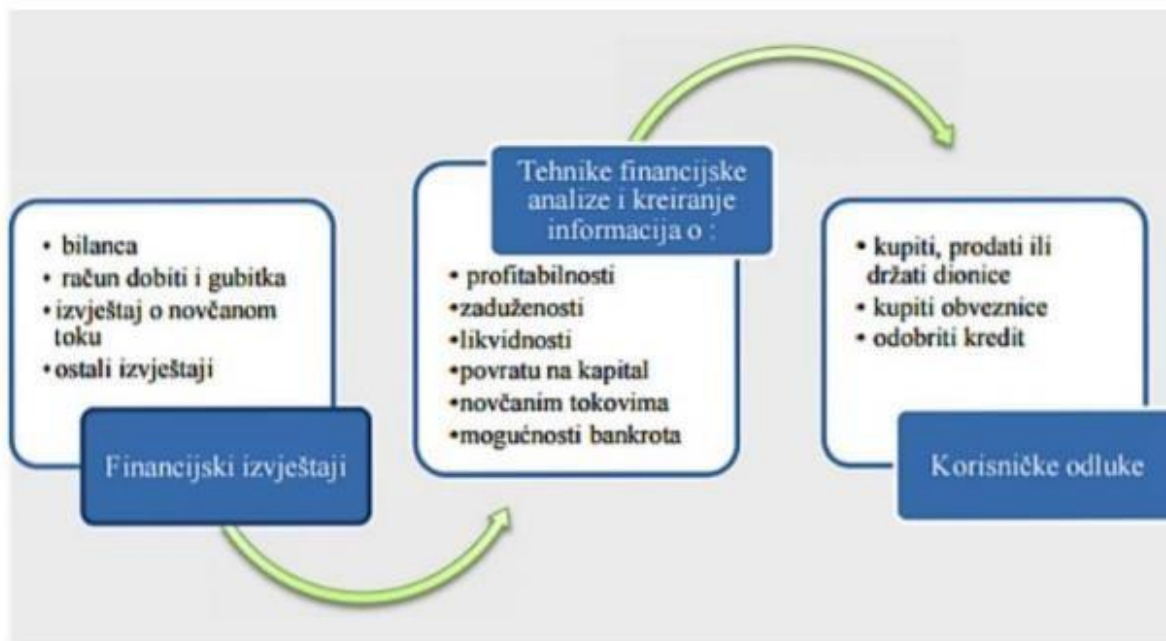 • bilanca
• račun dobiti i gubitka
• izvještaj o novčanom
toku
• ostali izvještaji
Financijski izvještaji
Tehnike financijske
analize i kreiranje
informacija o :
• profitabilnosti
• zaduženosti
• likvidnosti
• povratu na kapital
• novčanim tokovima
• mogućnosti bankrota
• kupiti, prodati ili
držati dionice
• kupiti obveznice
• odobriti kredit
Korisničke odluke